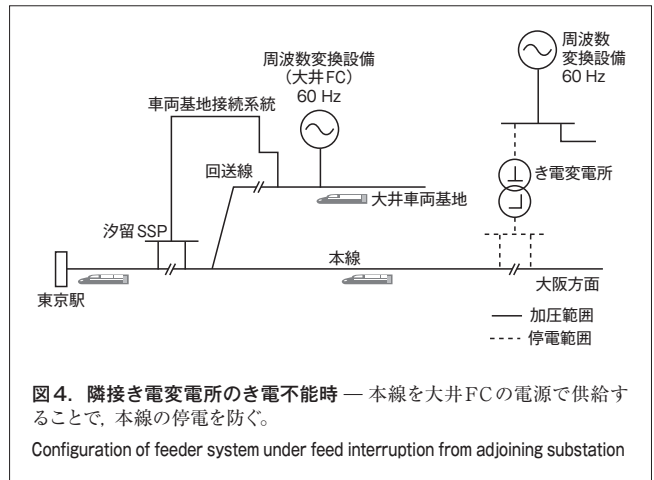 周波数変換設備
（大井FC）
60 Hz
周波数
変換設備
60 Hz
車両基地接続系統
回送線
き電変電所
大井車両基地
汐留SSP
本線
東京駅
大阪方面
加圧範囲
停電範囲
図4．隣接き電変電所のき電不能時 — 本線を大井FCの電源で供給す
ることで，本線の停電を防ぐ。
Configuration of feeder system under feed interruption from adjoining substation